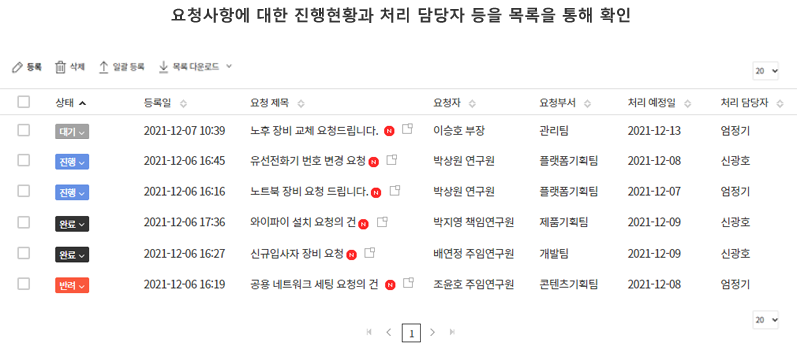 요청사항에 대한 진행현황과 처리 담당자 등을 목록을 통해 확인
등록 삭제 일괄 등록 목록 다운로드 20
상태 등록일 요청 제목 요청자 요청부서 처리 예정일 처리 담당자
대기 2021-12-07 10:39 노후 장비 교체 요청드립니다. N 이승호 부장 관리팀 2021-12-13 엄정기
진행 2021-12-06 16:45 유선전화기 번호 변경 요청 N 박상원 연구원 플랫폼기획팀 2021-12-08 신광호
진행 2021-12-06 16:16 노트북 장비 요청 드립니다. N 박상원 연구원 플랫폼기획팀 2021-12-07 엄정기
완료 2021-12-06 17:36 와이파이 설치 요청의 건 N 박지영 책임연구원 제품기획팀 2021-12-09 신광호
완료 2021-12-06 16:27 신규입사자 장비 요청 N 배연정 주임연구원 개발팀 2021-12-09 신광호
반려 2021-12-06 16:19 공용 네트워크 세팅 요청의 건 N 조윤호 주임연구원 콘텐츠기획팀 2021-12-08 엄정기
20
1